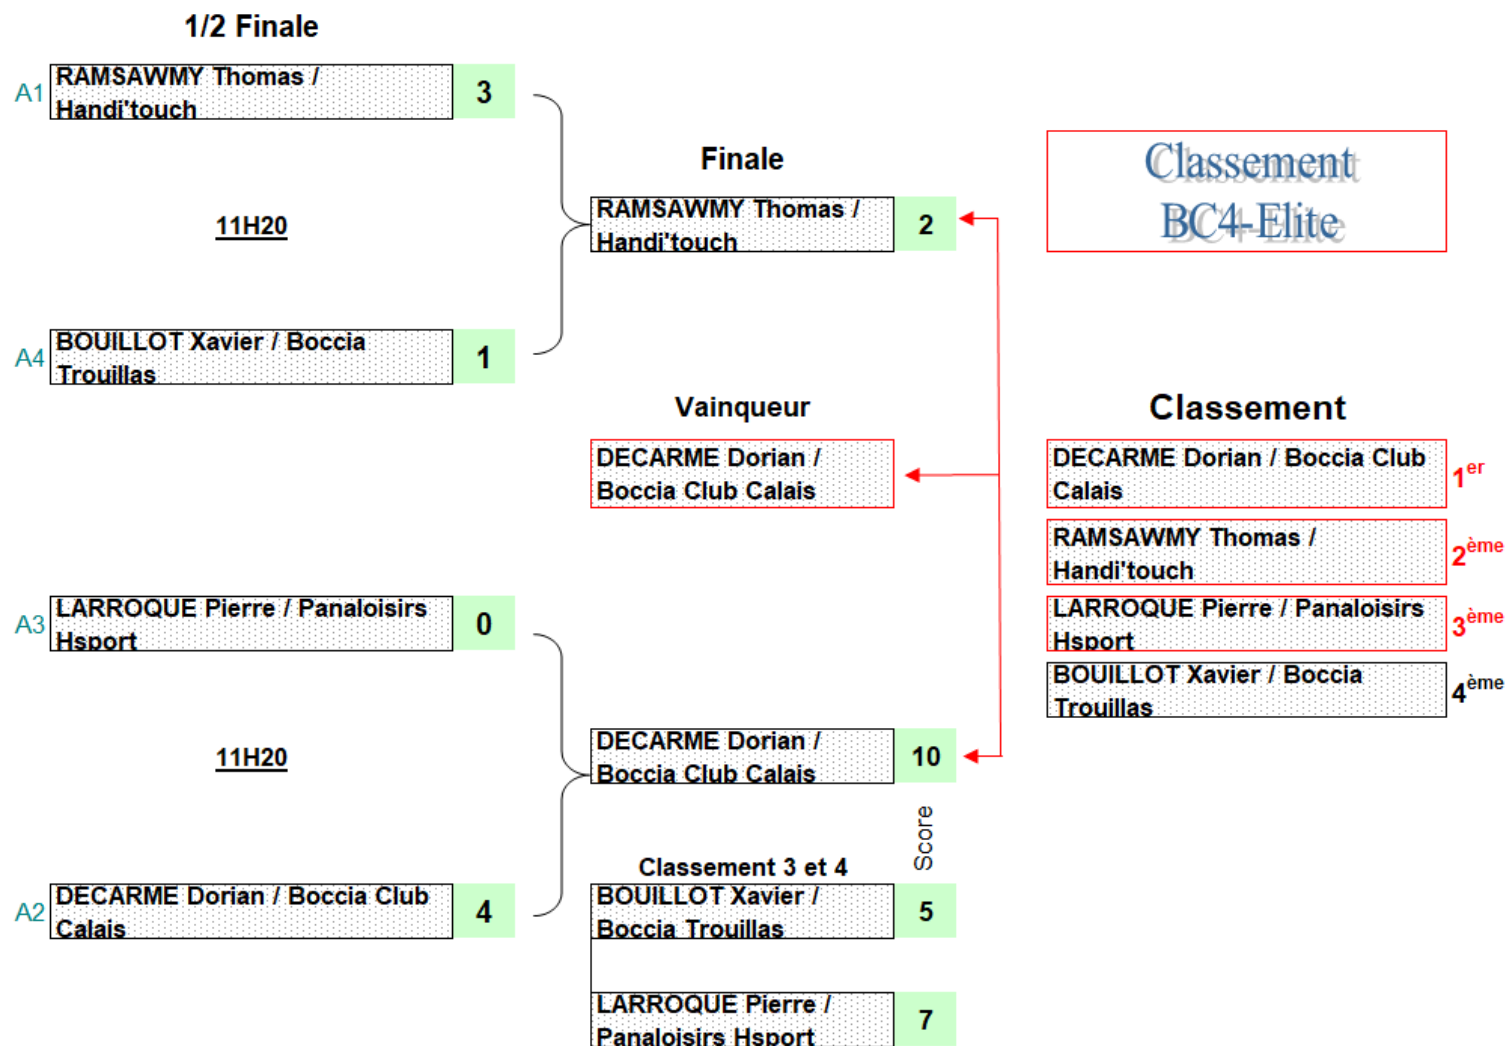 1/2 Finale
A1
RAMSAWMY Thomas /
Handi'touch
3
11H20
A4
BOUILLOT Xavier / Boccia
Trouillas
1
A3
LARROQUE Pierre / Panaloisirs
Hsport
0
11H20
A2
DECARME Dorian / Boccia Club
Calais
4
Finale
RAMSAWMY Thomas /
Handi'touch
2
Vainqueur
DECARME Dorian /
Boccia Club Calais
DECARME Dorian /
Boccia Club Calais
10
Score
Classement 3 et 4
BOUILLOT Xavier /
Boccia Trouillas
5
LARROQUE Pierre /
Panaloisirs Hsport
7
Classement
BC4-Elite
Classement
DECARME Dorian / Boccia Club
Calais
1er
RAMSAWMY Thomas /
Handi'touch
2ème
LARROQUE Pierre / Panaloisirs
Hsport
3ème
BOUILLOT Xavier / Boccia
Trouillas
4ème